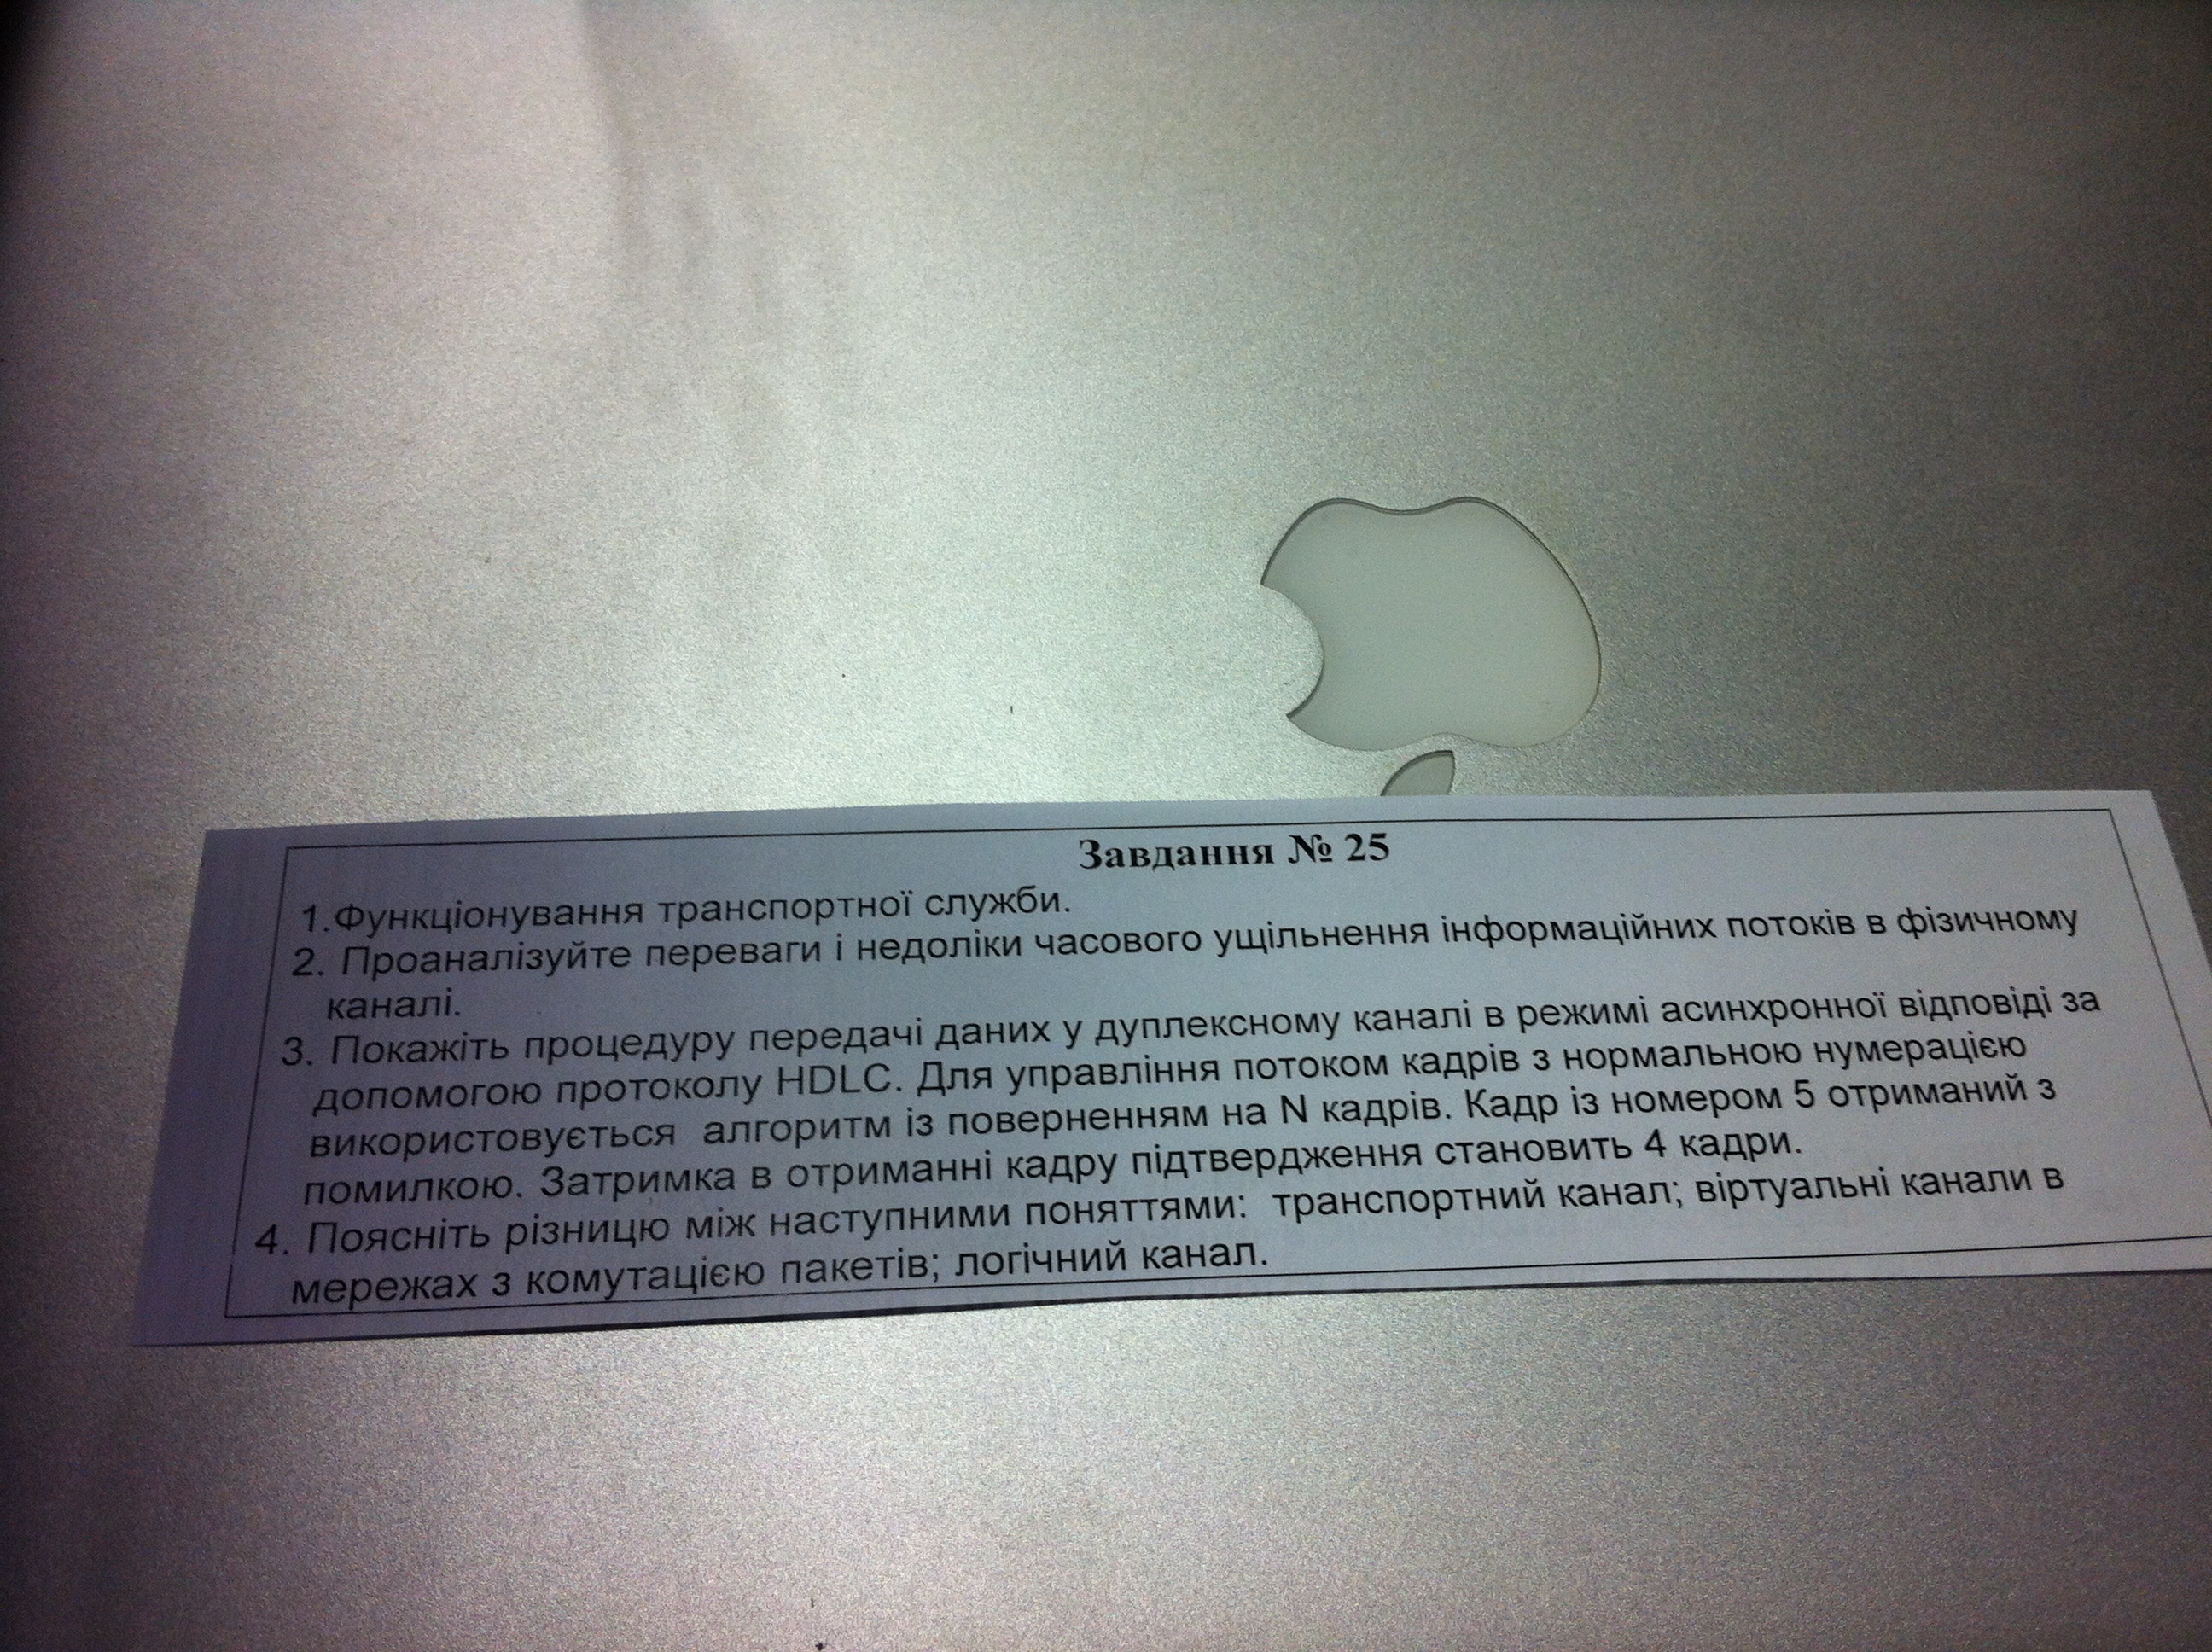 Завдання № 25
1.Функціонування транспортної служби.
2. Проаналізуйте переваги і недоліки часового ущільнення інформаційних потоків в фізичному
каналі.
3. Покажіть процедуру передачі даних у дуплексному каналі в режимі асинхронної відповіді за
допомогою протоколу HDLC. Для управління потоком кадрів з нормальною нумерацією
використовується алгоритм із поверненням на N кадрів. Кадр із номером 5 отриманий з
помилкою. Затримка в отриманні кадру підтвердження становить 4 кадри.
4. Поясніть різницю між наступними поняттями: транспортний канал; віртуальні канали в
мережах з комутацією пакетів; логічний канал.